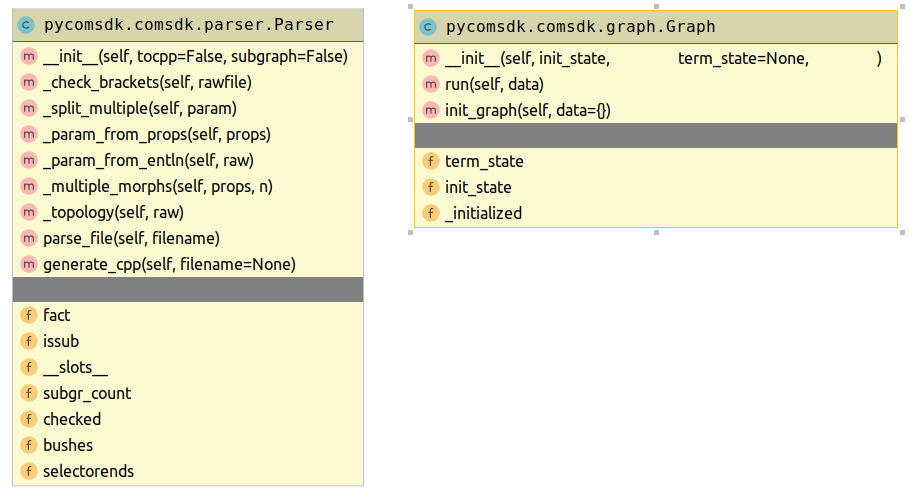 c pycomsdk.comsdk.parser.Parser
m __init__(self, tocpp=False, subgraph=False)
m _check_brackets(self, rawfile)
m _split_multiple(self, param)
m _param_from_props(self, props)
m _param_from_entln(self, raw)
m _multiple_morphs(self, props, n)
m _topology(self, raw)
m parse_file(self, filename)
m generate_cpp(self, filename=None)
f fact
f issub
f __slots__
f subgr_count
f checked
f bushes
f selectorends
c pycomsdk.comsdk.graph.Graph
m __init__(self, init_state, term_state=None, )
m run(self, data)
m init_graph(self, data={})
f term_state
f init_state
f _initialized